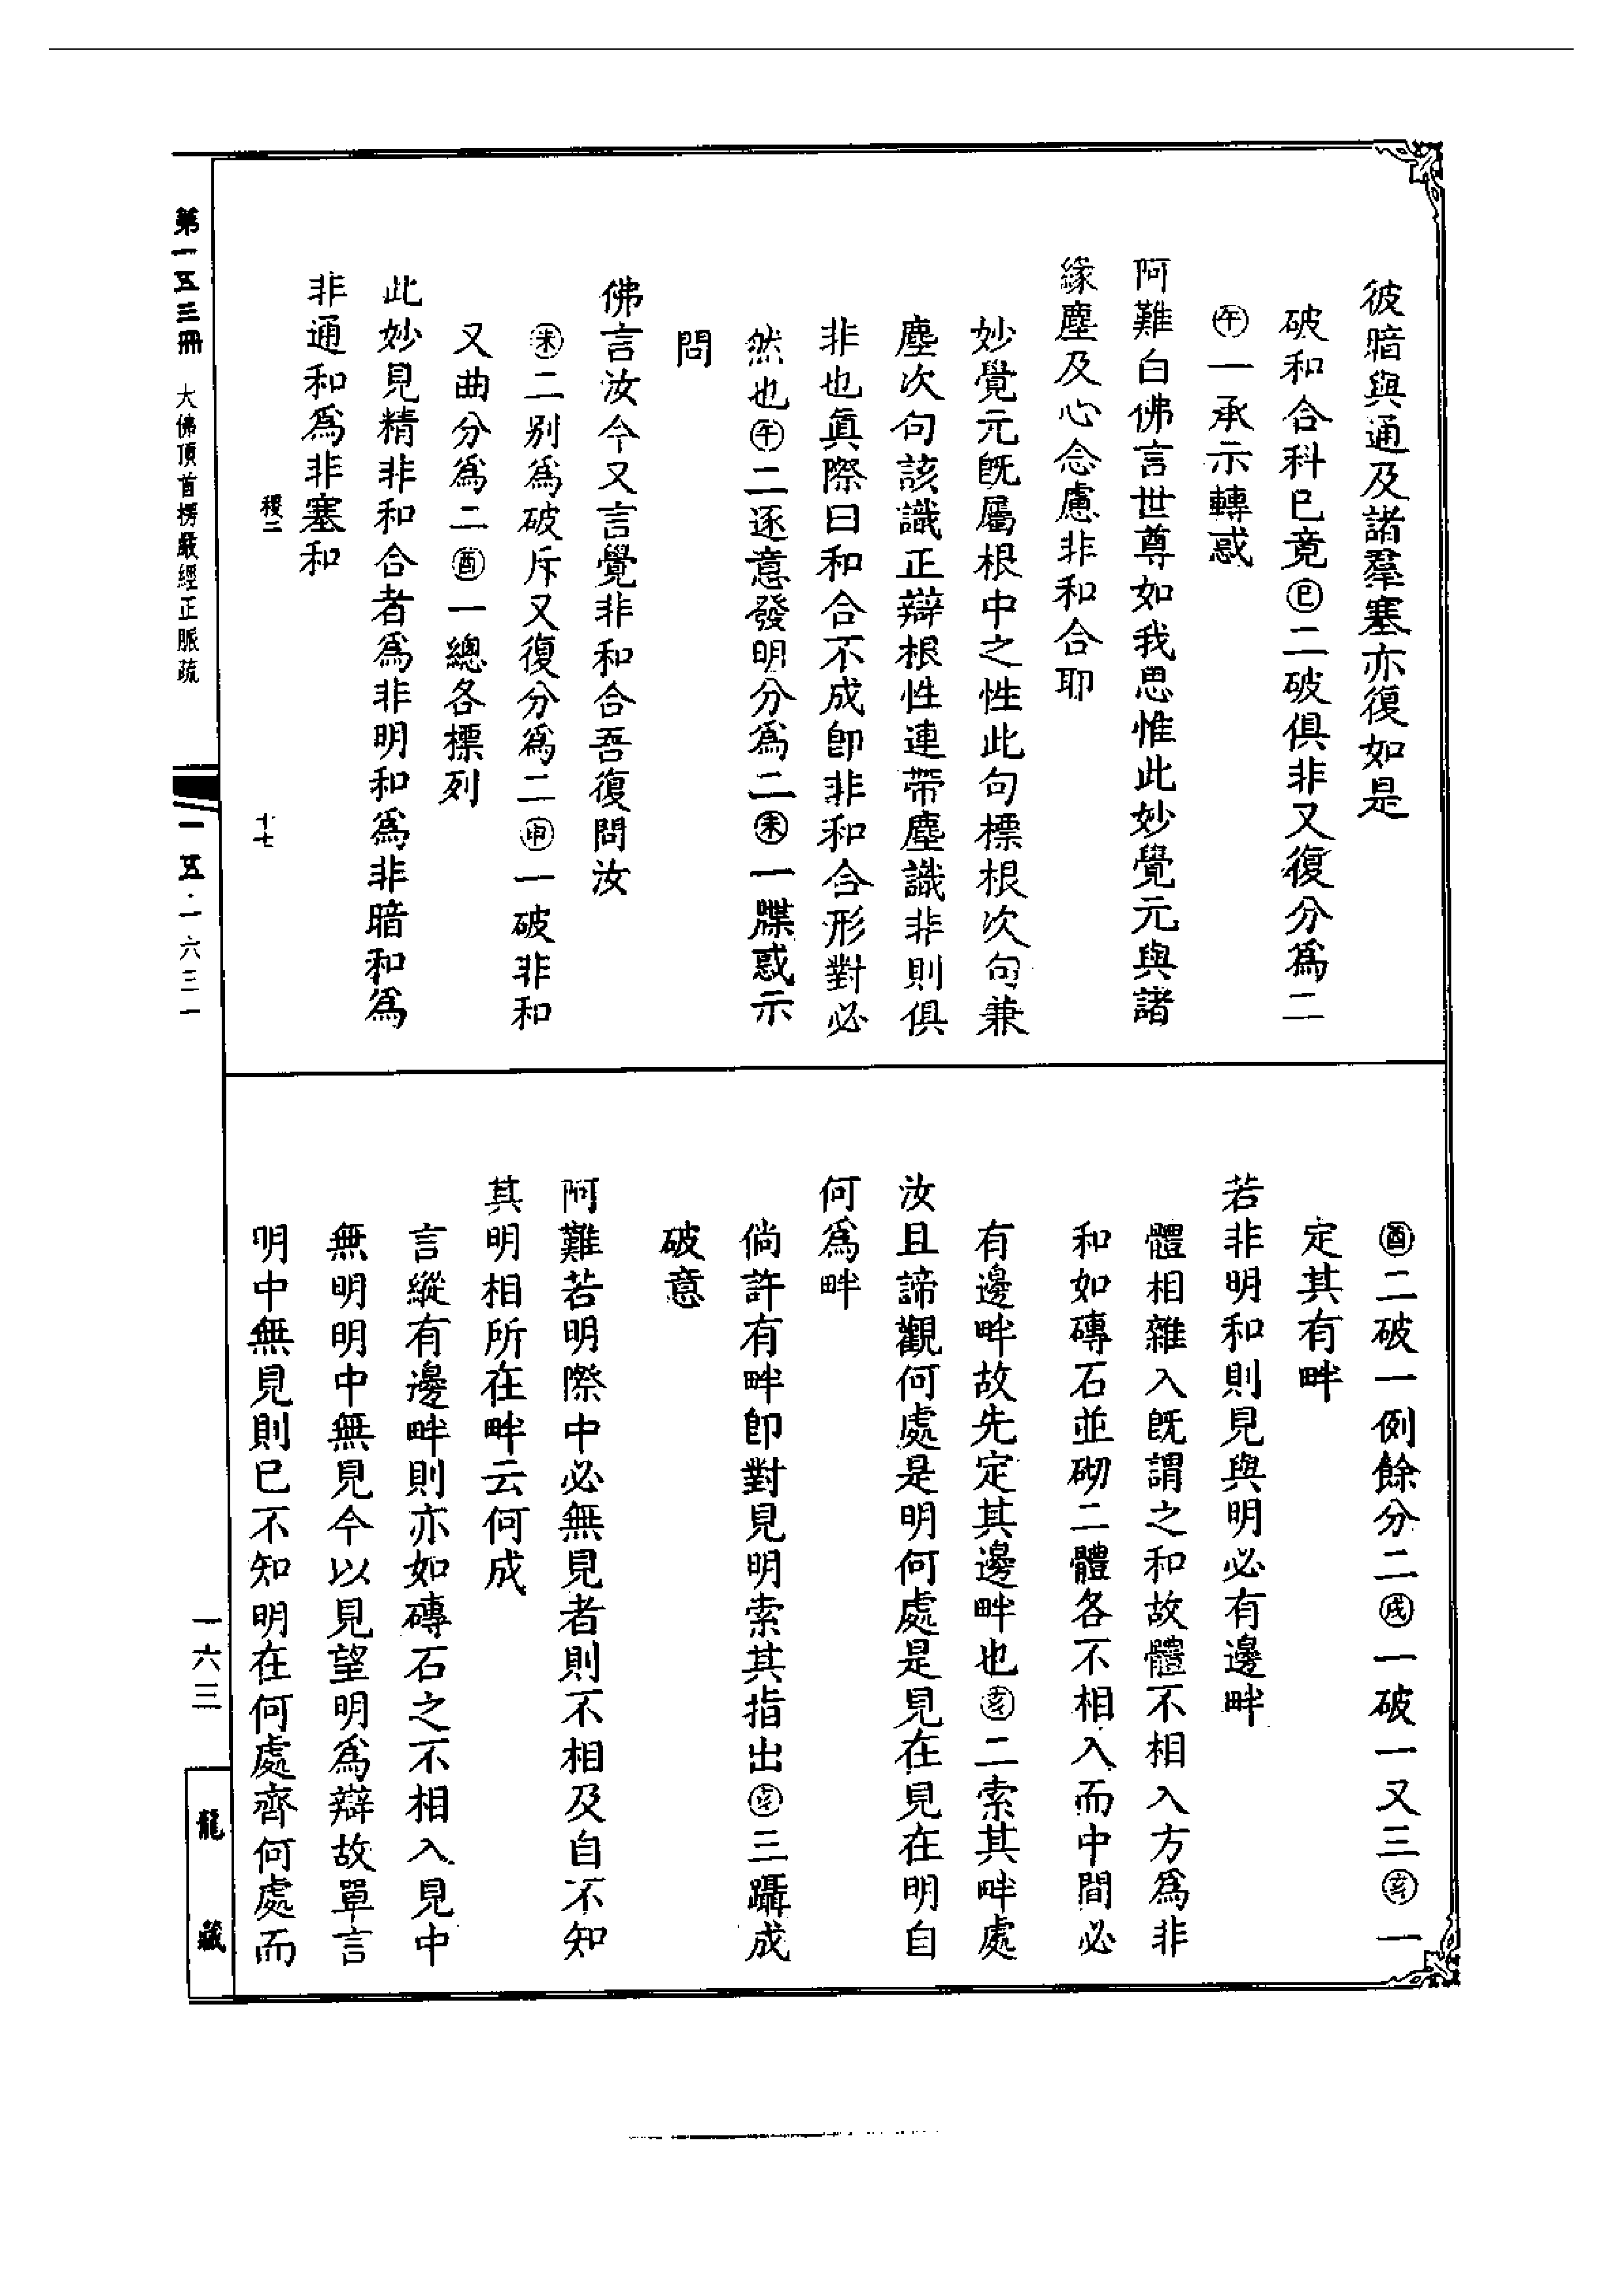 彼暗與通及諸羣塞亦復如是
破和合科已竟㊁二破俱非又復分爲二
㊍一承示轉惑
阿難白佛言世尊如我思惟此妙覺元與諸
緣塵及心念慮非和合耶
妙覺元旣屬根中之性此句標根次句兼
塵次句該識正辯根性連帶塵識非則俱
非也眞際曰和合不成卽非和合形對必
然也午二逐意發明分爲二未一牒惑示
問
佛言汝今又言覺非和合吾復問汝
未二别爲破斥又復分爲二申一破非和
又曲分爲二酉一總各標列
此妙見精非和合者爲非明和爲非暗和爲
非通和爲非塞和
稷二
十七
酉二破一例餘分二戌一破一又三亥一
定其有畔
若非明和則見與明必有邊畔
體相雜入旣謂之和故體不相入方爲非
和如磚石並砌二體各不相入而中間必
有邊畔故先定其邊畔也亥二索其畔處
汝且諦觀何處是明何處是見在見在明自
何爲畔
倘許有畔卽對見明索其指出亥三躡成
破意
阿難若明際中必無見者則不相及自不知
其明相所在畔云何成
言縱有邊畔則亦如磚石之不相入見中
無明明中無見今以見望明爲辯故單言
明中無見則已不知明在何處齊何處而
第一五三冊 大佛頂首楞嚴經正脈疏
一五·一六三一
一六三
龍藏